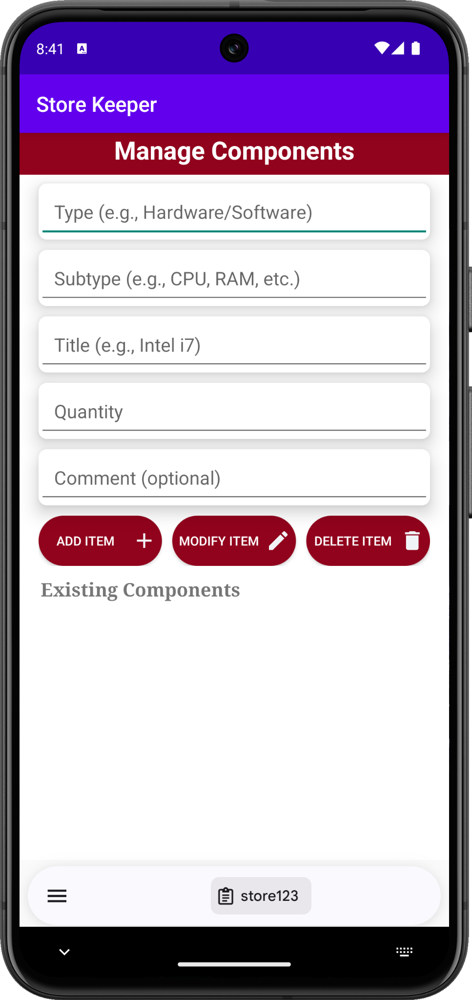 8:41
Store Keeper
Manage Components
Type (e.g., Hardware/Software)
Subtype (e.g., CPU, RAM, etc.)
Title (e.g., Intel i7)
Quantity
Comment (optional)
ADD ITEM
MODIFY ITEM
DELETE ITEM
Existing Components
store123